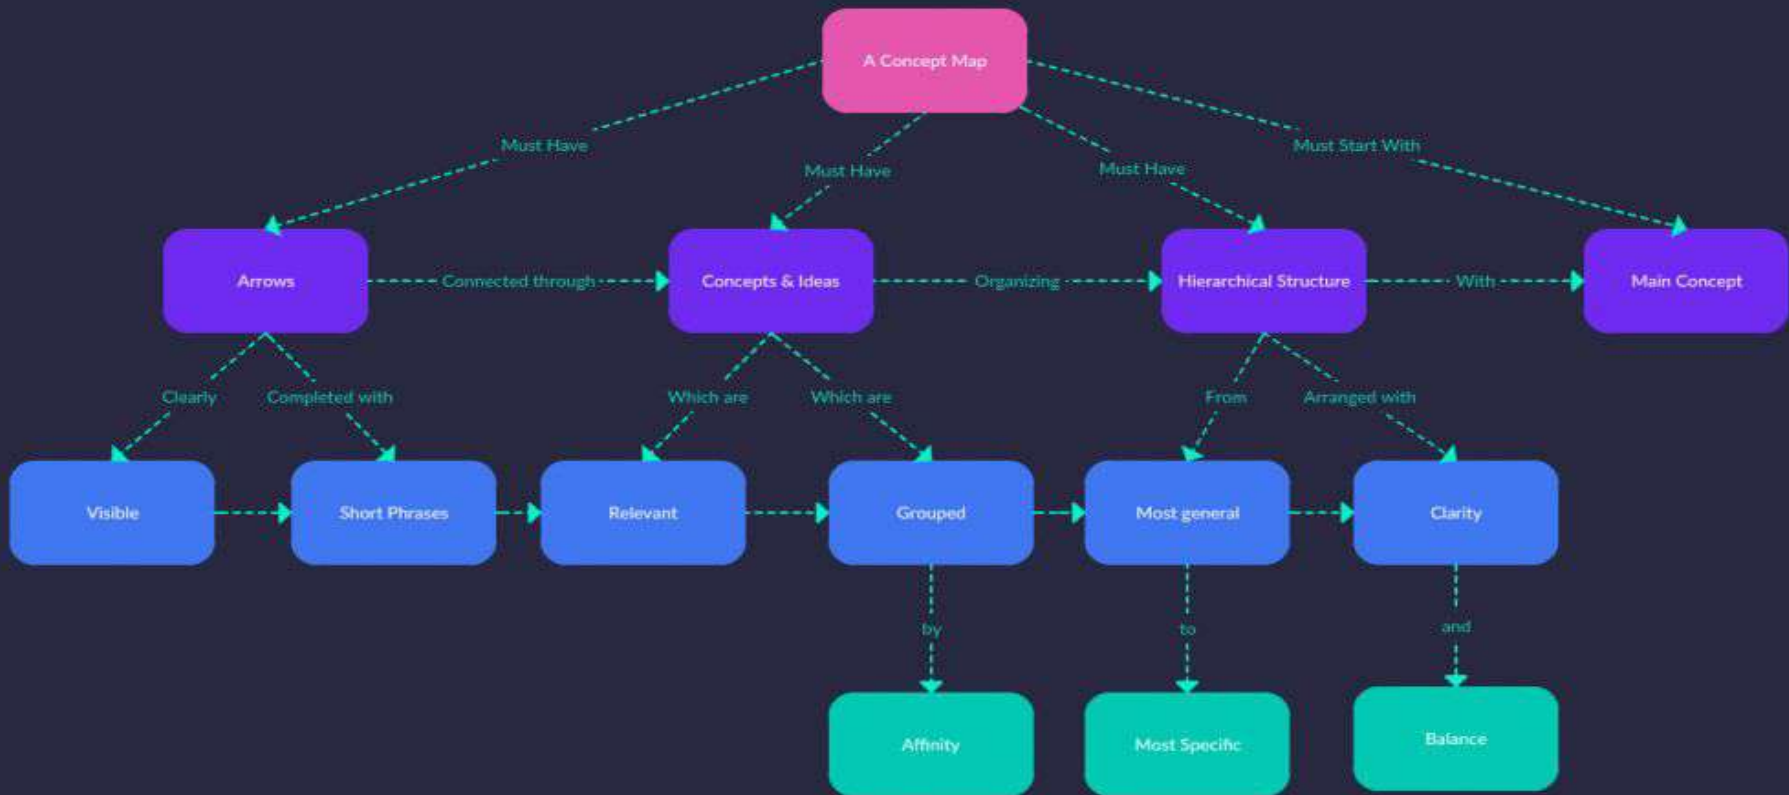 A Concept Map
Must Have
Must Have
Must Have
Must Start With
Arrows
Connected through
Concepts & Ideas
Organizing
Hierarchical Structure
With
Main Concept
Clearly
Completed with
Which are
Which are
From
Arranged with
Visible
Short Phrases
Relevant
Grouped
Most general
Clarity
by
to
and
Affinity
Most Specific
Balance